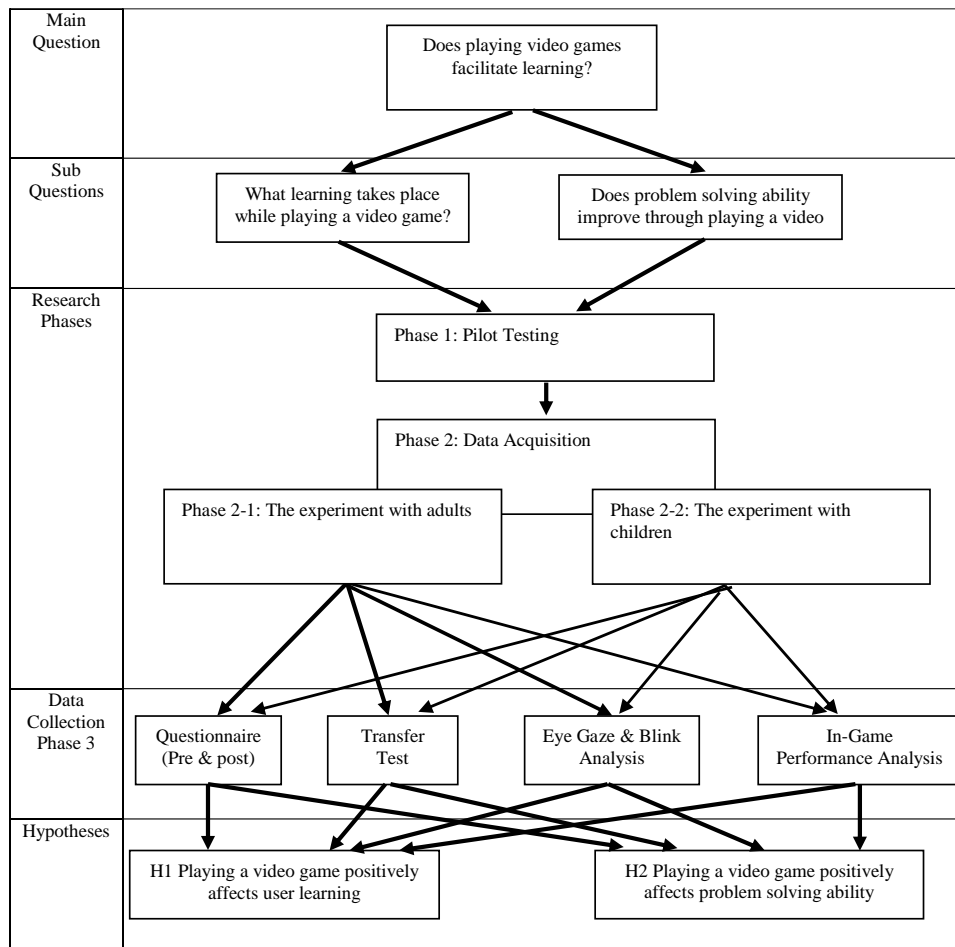 Main
Question
Does playing video games
facilitate learning?
Sub
Questions
What learning takes place
while playing a video game?
Does problem solving ability
improve through playing a video
Research
Phases
Phase 1: Pilot Testing
Phase 2: Data Acquisition
Phase 2-1: The experiment with adults
Phase 2-2: The experiment with
children
Data
Collection
Phase 3
Questionnaire
(Pre & post)
Transfer
Test
Eye Gaze & Blink
Analysis
In-Game
Performance Analysis
Hypotheses
H1 Playing a video game positively
affects user learning
H2 Playing a video game positively
affects problem solving ability